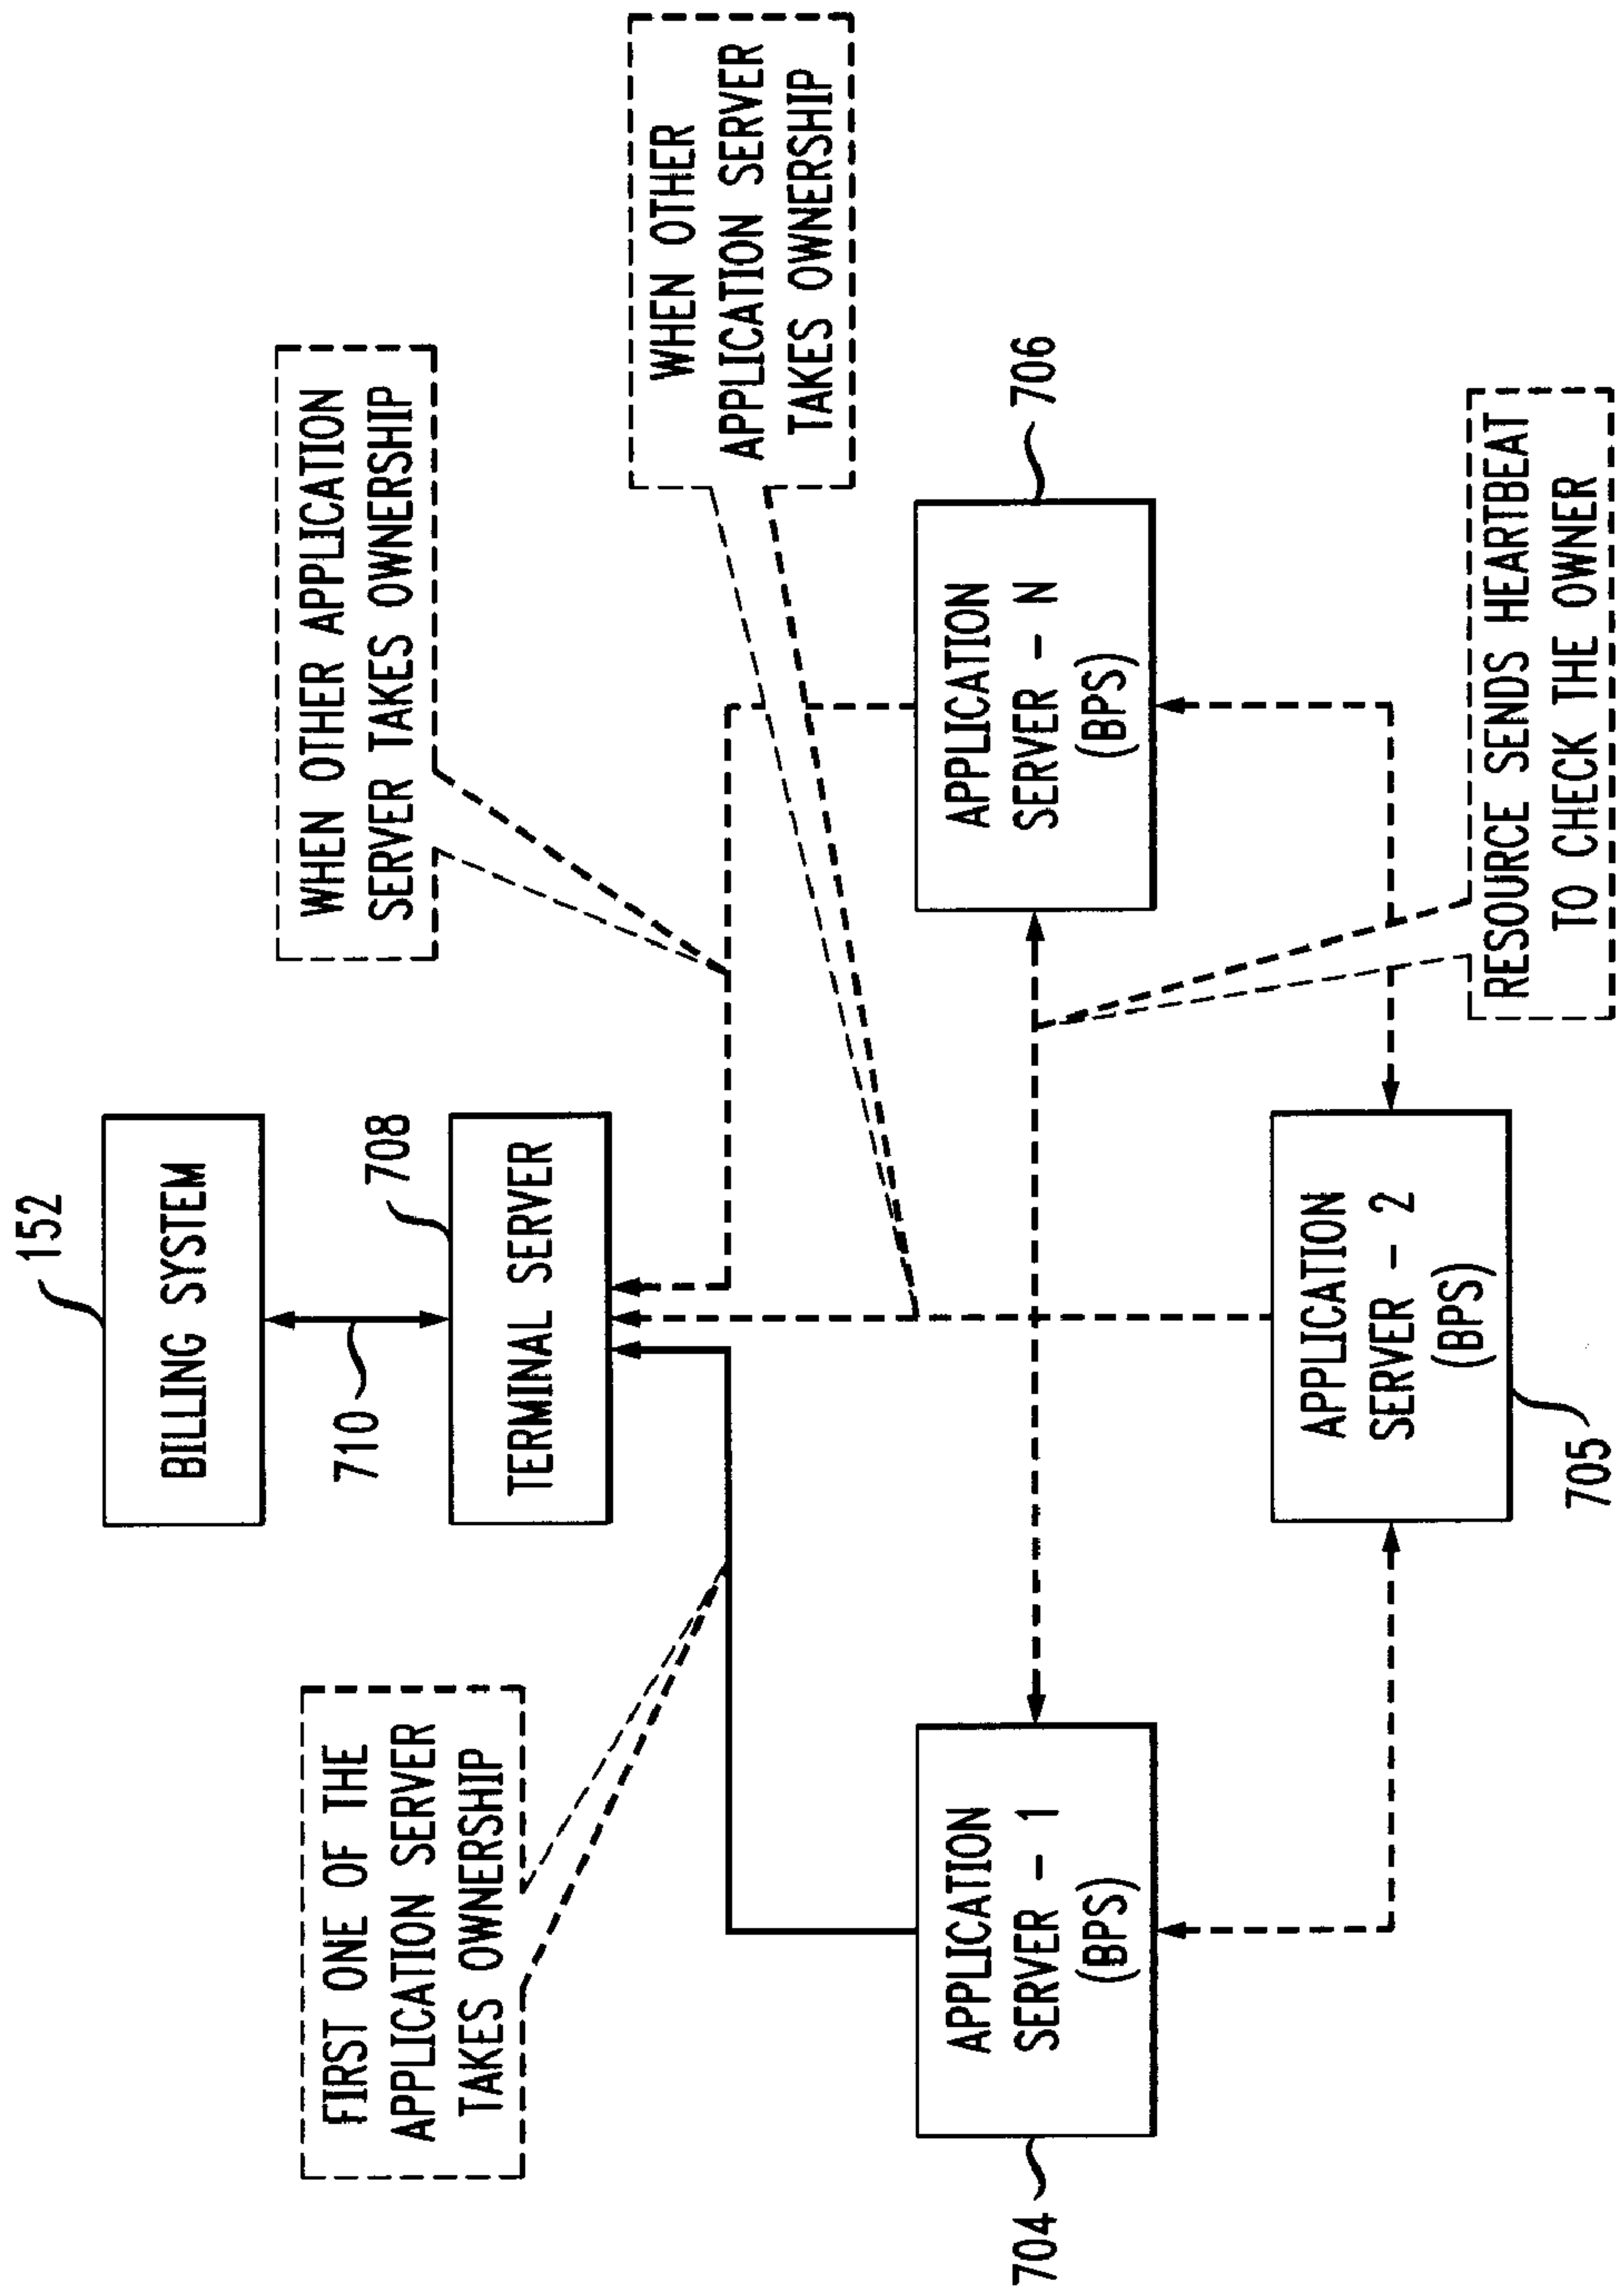 152
BILLING SYSTEM
710
708
TERMINAL SERVER
FIRST ONE OF THE
APPLICATION SERVER
TAKES OWNERSHIP
WHEN OTHER APPLICATION
SERVER TAKES OWNERSHIP
WHEN OTHER
APPLICATION SERVER
TAKES OWNERSHIP
704
APPLICATION
SERVER - 1
(BPS)
APPLICATION
SERVER - N
(BPS)
706
APPLICATION
SERVER - 2
(BPS)
705
RESOURCE SENDS HEARTBEAT
TO CHECK THE OWNER